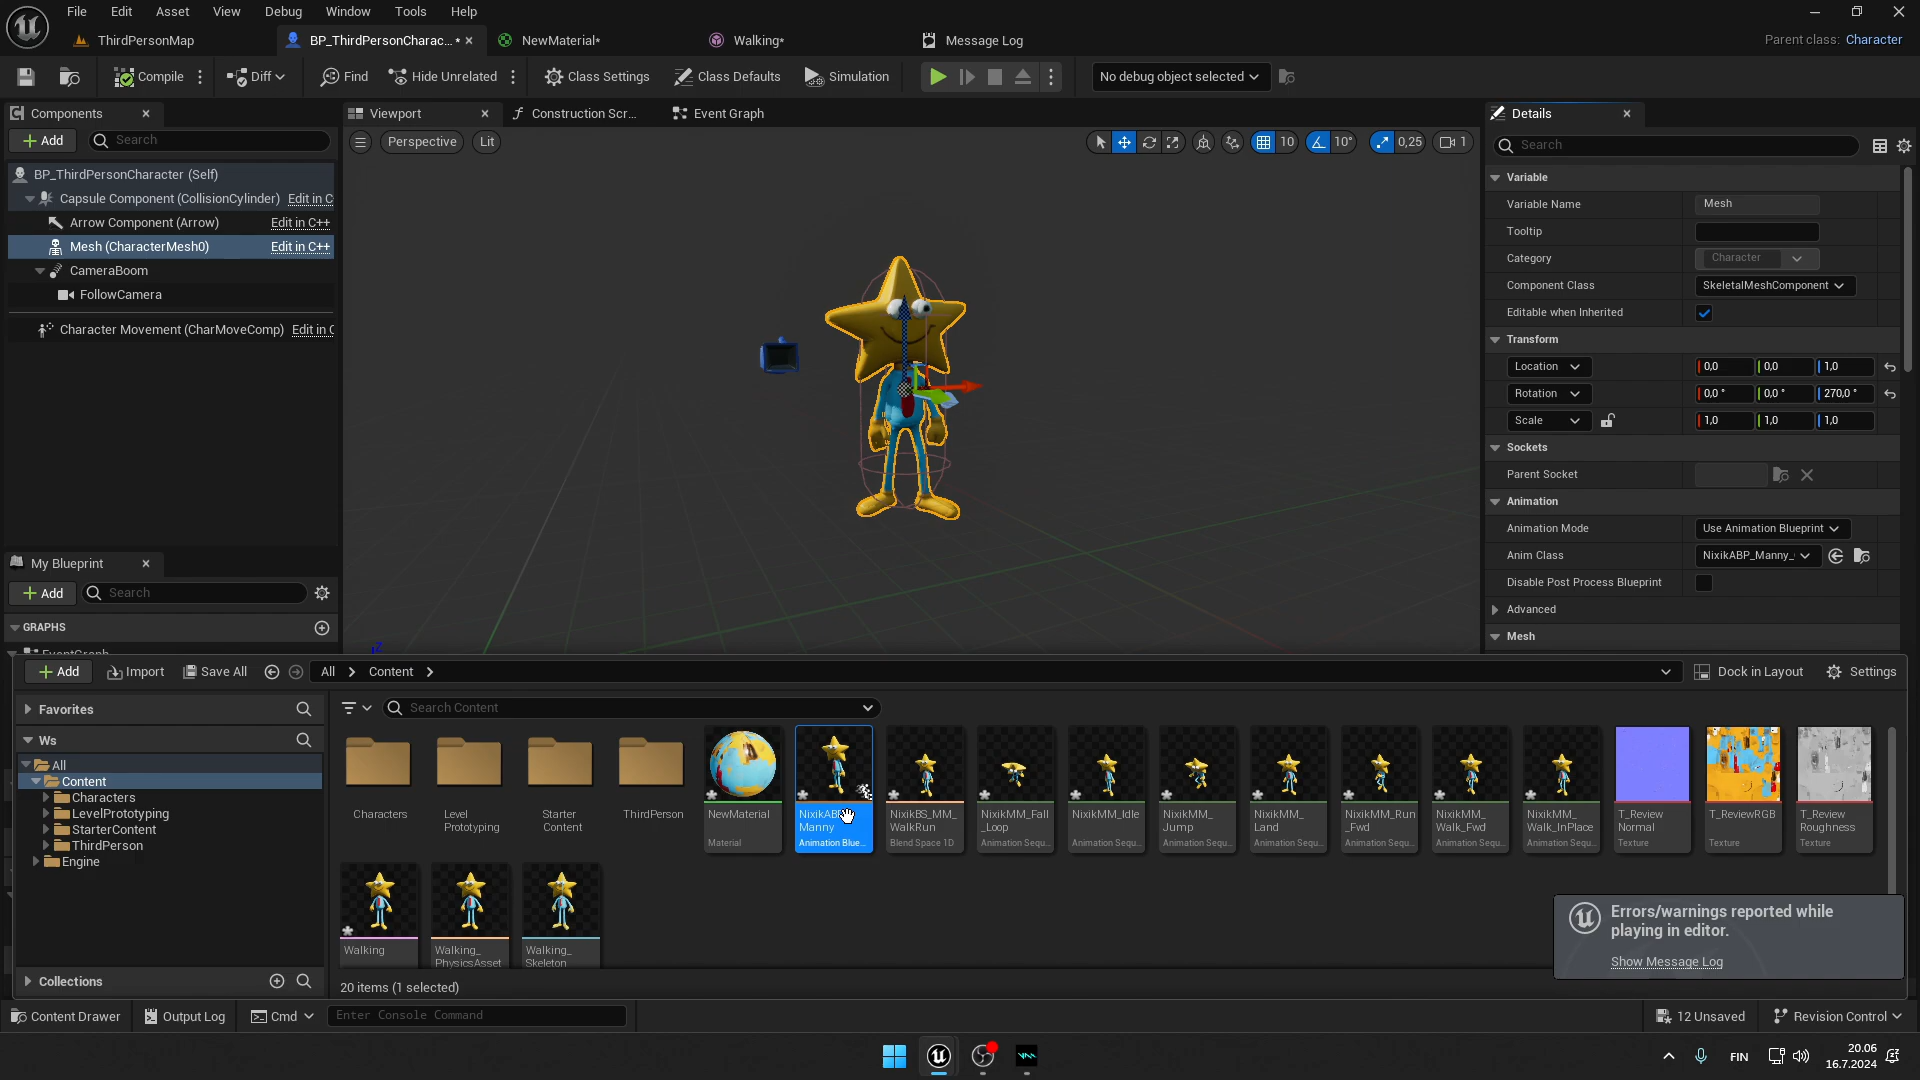 File Edit Asset View Debug Window Tools Help
ThirdPersonMap
BP_ThirdPersonCharac... *
NewMaterial*
Walking*
Message Log
Parent class: Character
Compile
Diff
Find
Hide Unrelated
Class Settings
Class Defaults
Simulation
No debug object selected
Components
Add
Search
BP_ThirdPersonCharacter (Self)
Capsule Component (CollisionCylinder) Edit in C
Arrow Component (Arrow) Edit in C++
Mesh (CharacterMesh0) Edit in C++
CameraBoom
FollowCamera
Character Movement (CharMoveComp) Edit in C
My Blueprint
Add
Search
GRAPHS
EventGraph
Viewport
Construction Scr...
Event Graph
Perspective
Lit
10
10°
0,25
1
Details
Search
Variable
Variable Name Mesh
Tooltip
Category Character
Component Class SkeletalMeshComponent
Editable when Inherited
Transform
Location 0,0 0,0 1,0
Rotation 0,0 ° 0,0 ° 270,0 °
Scale 1,0 1,0 1,0
Sockets
Parent Socket
Animation
Animation Mode Use Animation Blueprint
Anim Class NixikABP_Manny_
Disable Post Process Blueprint
Advanced
Mesh
Add
Import
Save All
All
Content
Dock in Layout
Settings
Favorites
Ws
All
Content
Characters
LevelPrototyping
StarterContent
ThirdPerson
Engine
Collections
Search Content
Characters
Level
Prototyping
Starter
Content
ThirdPerson
NewMaterial
Material
Manny
Animation Blue...
NixikBS_MM_
WalkRun
Blend Space 1D
NixikMM_Fall
_Loop
Animation Sequ...
NixikMM_Idle
Animation Sequ...
NixikMM_
Jump
Animation Sequ...
NixikMM_
Land
Animation Sequ...
NixikMM_Run
_Fwd
Animation Sequ...
NixikMM_
Walk_Fwd
Animation Sequ...
NixikMM_
Walk_InPlace
Animation Sequ...
T_Review
Normal
Texture
T_ReviewRGB
Texture
T_Review
Roughness
Texture
Walking
Walking_
PhysicsAsset
Walking_
Skeleton
20 items (1 selected)
Errors/warnings reported while
playing in editor.
Show Message Log
Content Drawer
Output Log
Cmd
Enter Console Command
12 Unsaved
Revision Control
FIN
20.06
16.7.2024